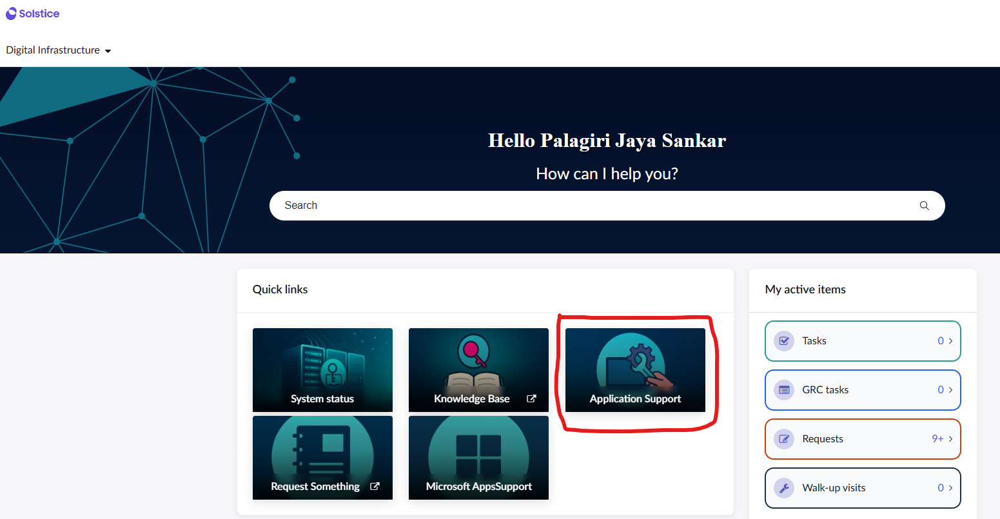 Solstice
Digital Infrastructure
Hello Palagiri Jaya Sankar
How can I help you?
Search
Quick links
System status
Knowledge Base
Application Support
Request Something
Microsoft AppsSupport
My active items
Tasks 0
GRC tasks 0
Requests 9+
Walk-up visits 0